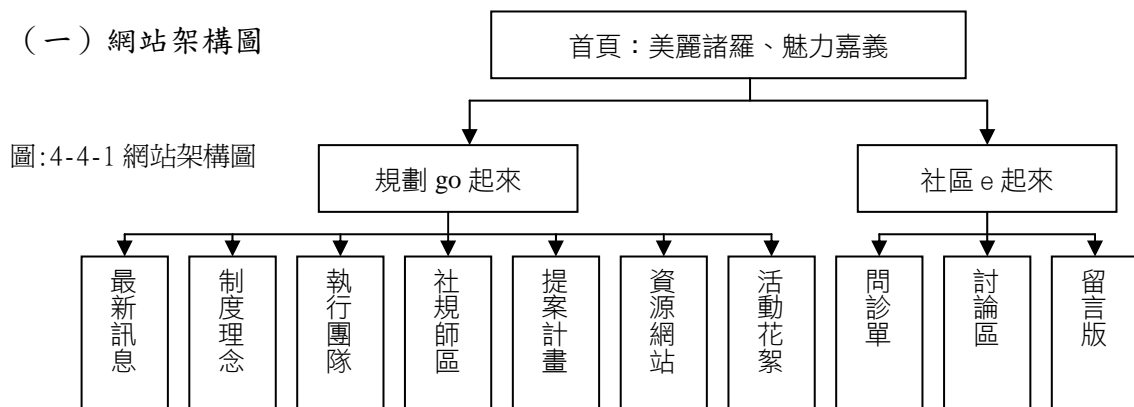 （一）網站架構圖
首頁：美麗諸羅、魅力嘉義
圖:4-4-1 網站架構圖
規劃 go 起來
社區 e 起來
最新訊息
制度理念
執行團隊
社規師區
提案計畫
資源網站
活動花絮
問診單
討論區
留言版